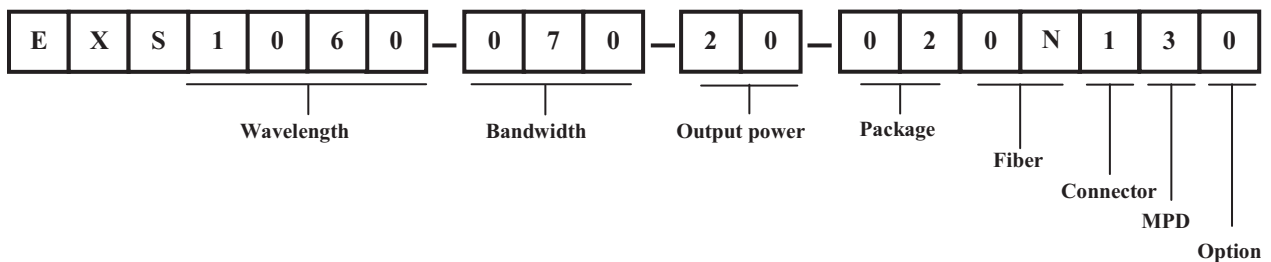 E X S 1 0 6 0 – 0 7 0 – 2 0 – 0 2 0 N 1 3 0
Wavelength Bandwidth Output power Package
Fiber
Connector
MPD
Option